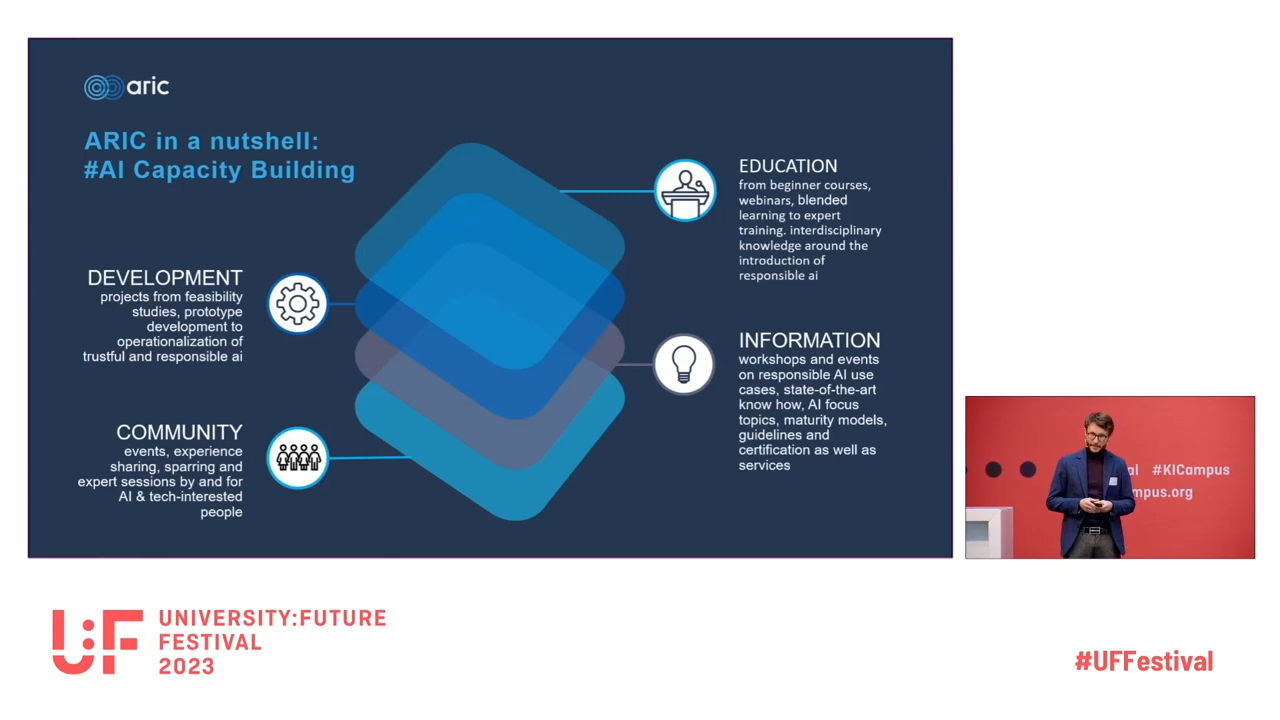 aric
ARIC in a nutshell:
#AI Capacity Building
EDUCATION
from beginner courses,
webinars, blended
learning to expert
training. interdisciplinary
knowledge around the
introduction of
responsible ai
DEVELOPMENT
projects from feasibility
studies, prototype
development to
operationalization of
trustful and responsible ai
INFORMATION
workshops and events
on responsible AI use
cases, state-of-the-art
know how, AI focus
topics, maturity models,
guidelines and
certification as well as
services
COMMUNITY
events, experience
sharing, sparring and
expert sessions by and for
AI & tech-interested
people
al #KICampus
mpus.org
U:F
UNIVERSITY:FUTURE
FESTIVAL
2023
#UFFestival